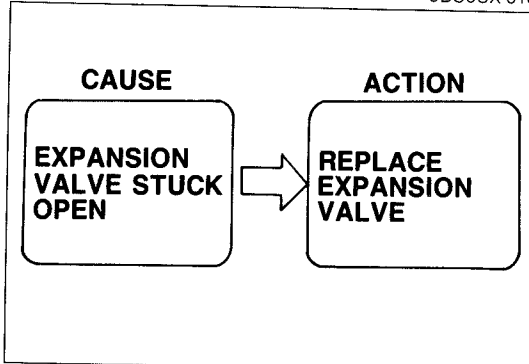 CAUSE
ACTION
EXPANSION
VALVE STUCK
OPEN
REPLACE
EXPANSION
VALVE